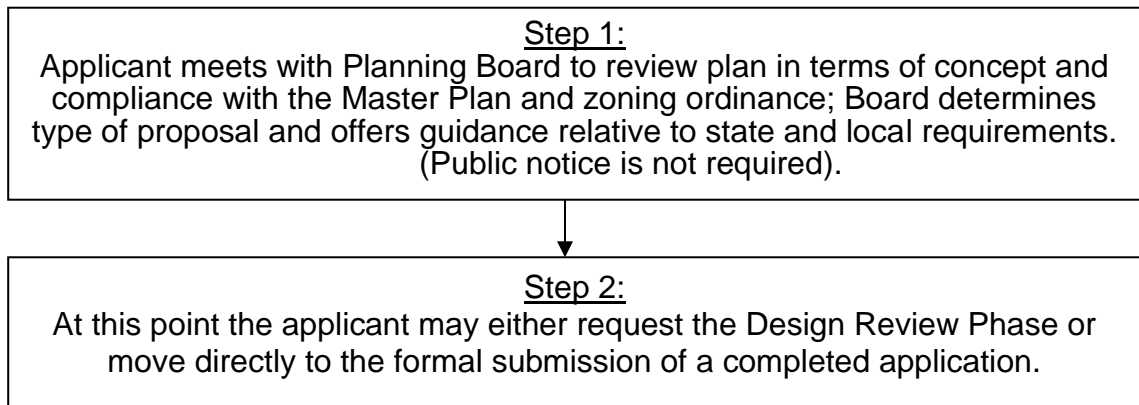 Step 1:
Applicant meets with Planning Board to review plan in terms of concept and
compliance with the Master Plan and zoning ordinance; Board determines
type of proposal and offers guidance relative to state and local requirements.
(Public notice is not required).
Step 2:
At this point the applicant may either request the Design Review Phase or
move directly to the formal submission of a completed application.